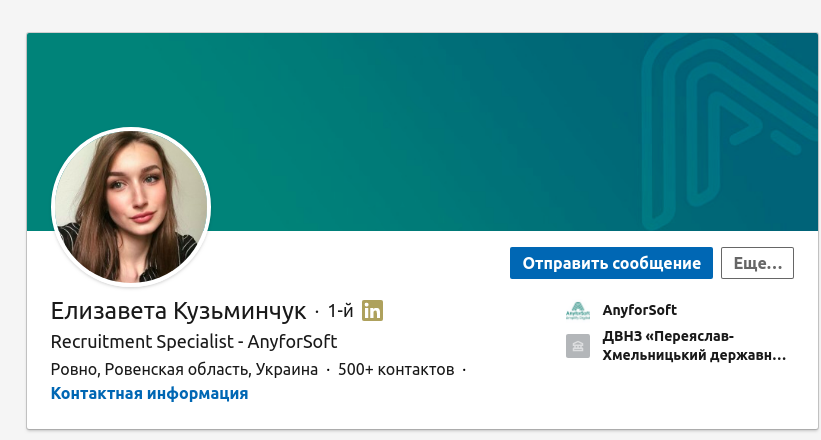 Отправить сообщение
Еще...
Елизавета Кузьминчук · 1-й in
Recruitment Specialist - AnyforSoft
Ровно, Ровенская область, Украина · 500+ контактов ·
Контактная информация
AnyforSoft
ДВНЗ «Переяслав-
Хмельницький державн...